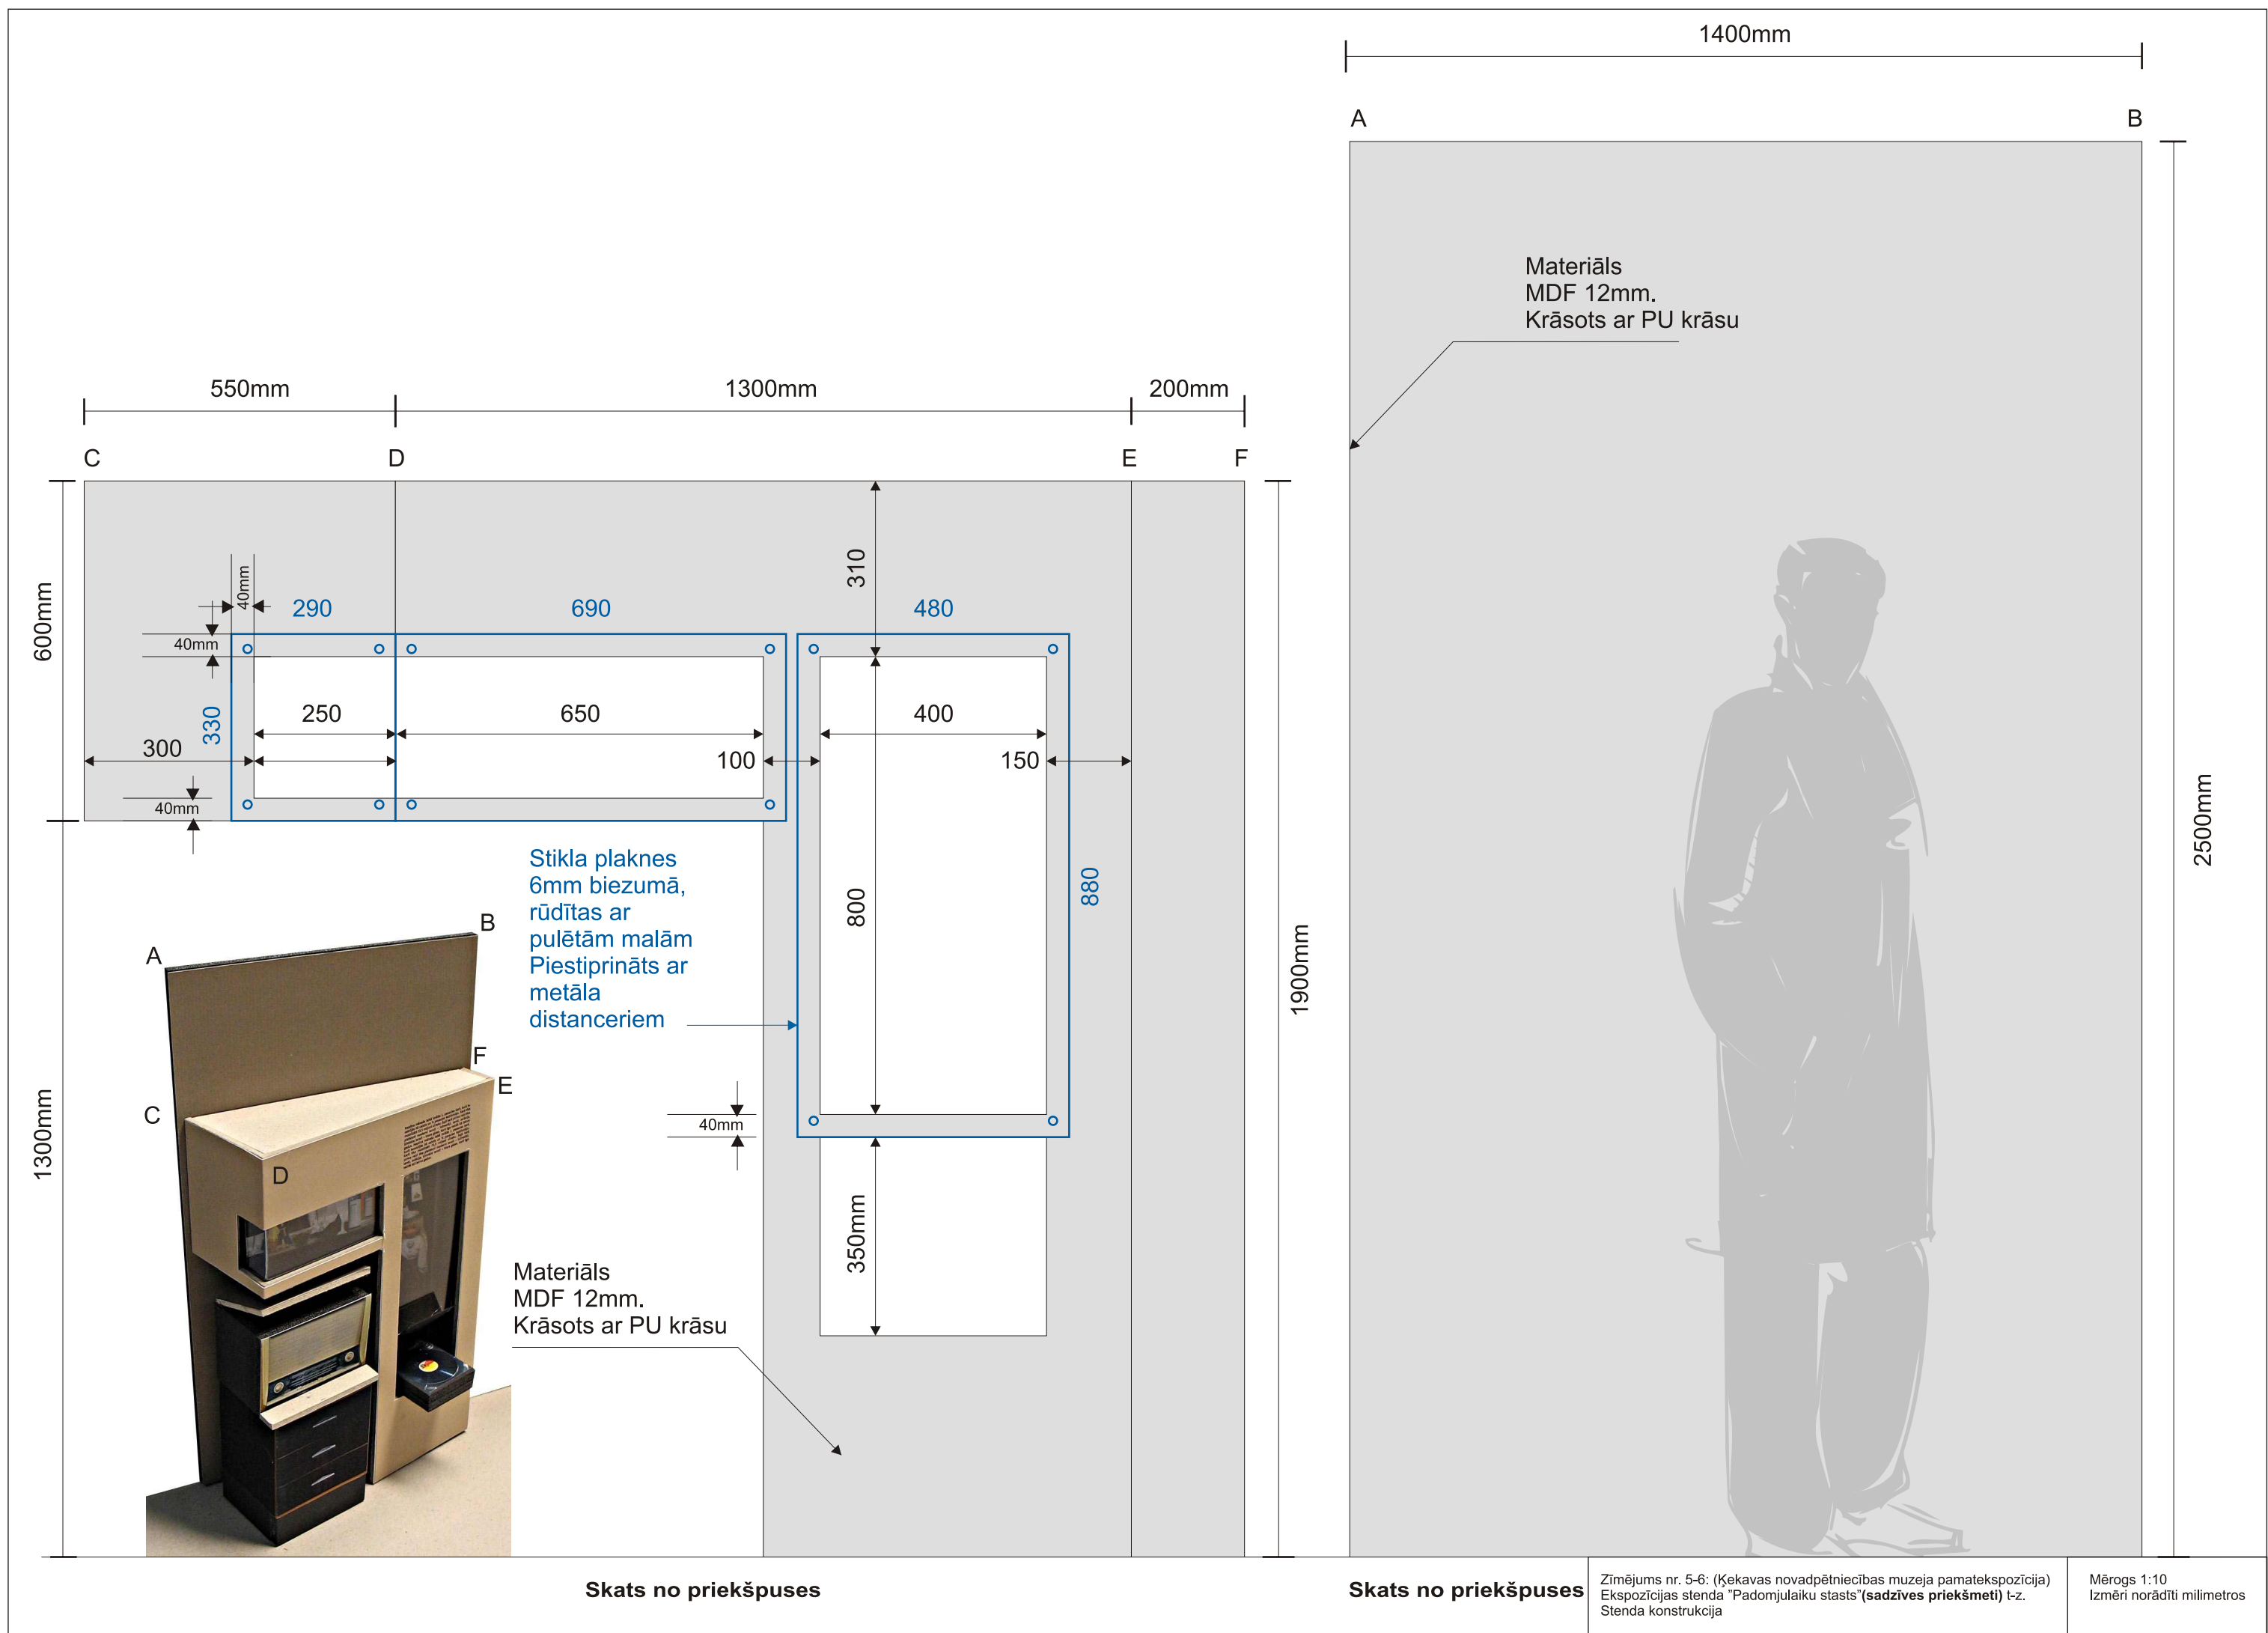 1400mm
A
B
Materiāls
MDF 12mm.
Krāsots ar PU krāsu
2500mm
550mm
1300mm
200mm
C
D
E
F
600mm
1300mm
40mm
290
690
480
310
40mm
330
250
650
400
300
100
150
40mm
Stikla plaknes
6mm biezumā,
rūdītas ar
pulētām malām
Piestiprināts ar
metāla
distanceriem
800
880
1900mm
40mm
350mm
A
B
F
E
C
D
Materiāls
MDF 12mm.
Krāsots ar PU krāsu
Skats no priekšpuses
Skats no priekšpuses
Zīmējums nr. 5-6: (Ķekavas novadpētniecības muzeja pamatekspozīcija)
Ekspozīcijas stenda "Padomjulaiku stasts"(sadzīves priekšmeti) t-z.
Stenda konstrukcija
Mērogs 1:10
Izmēri norādīti milimetros